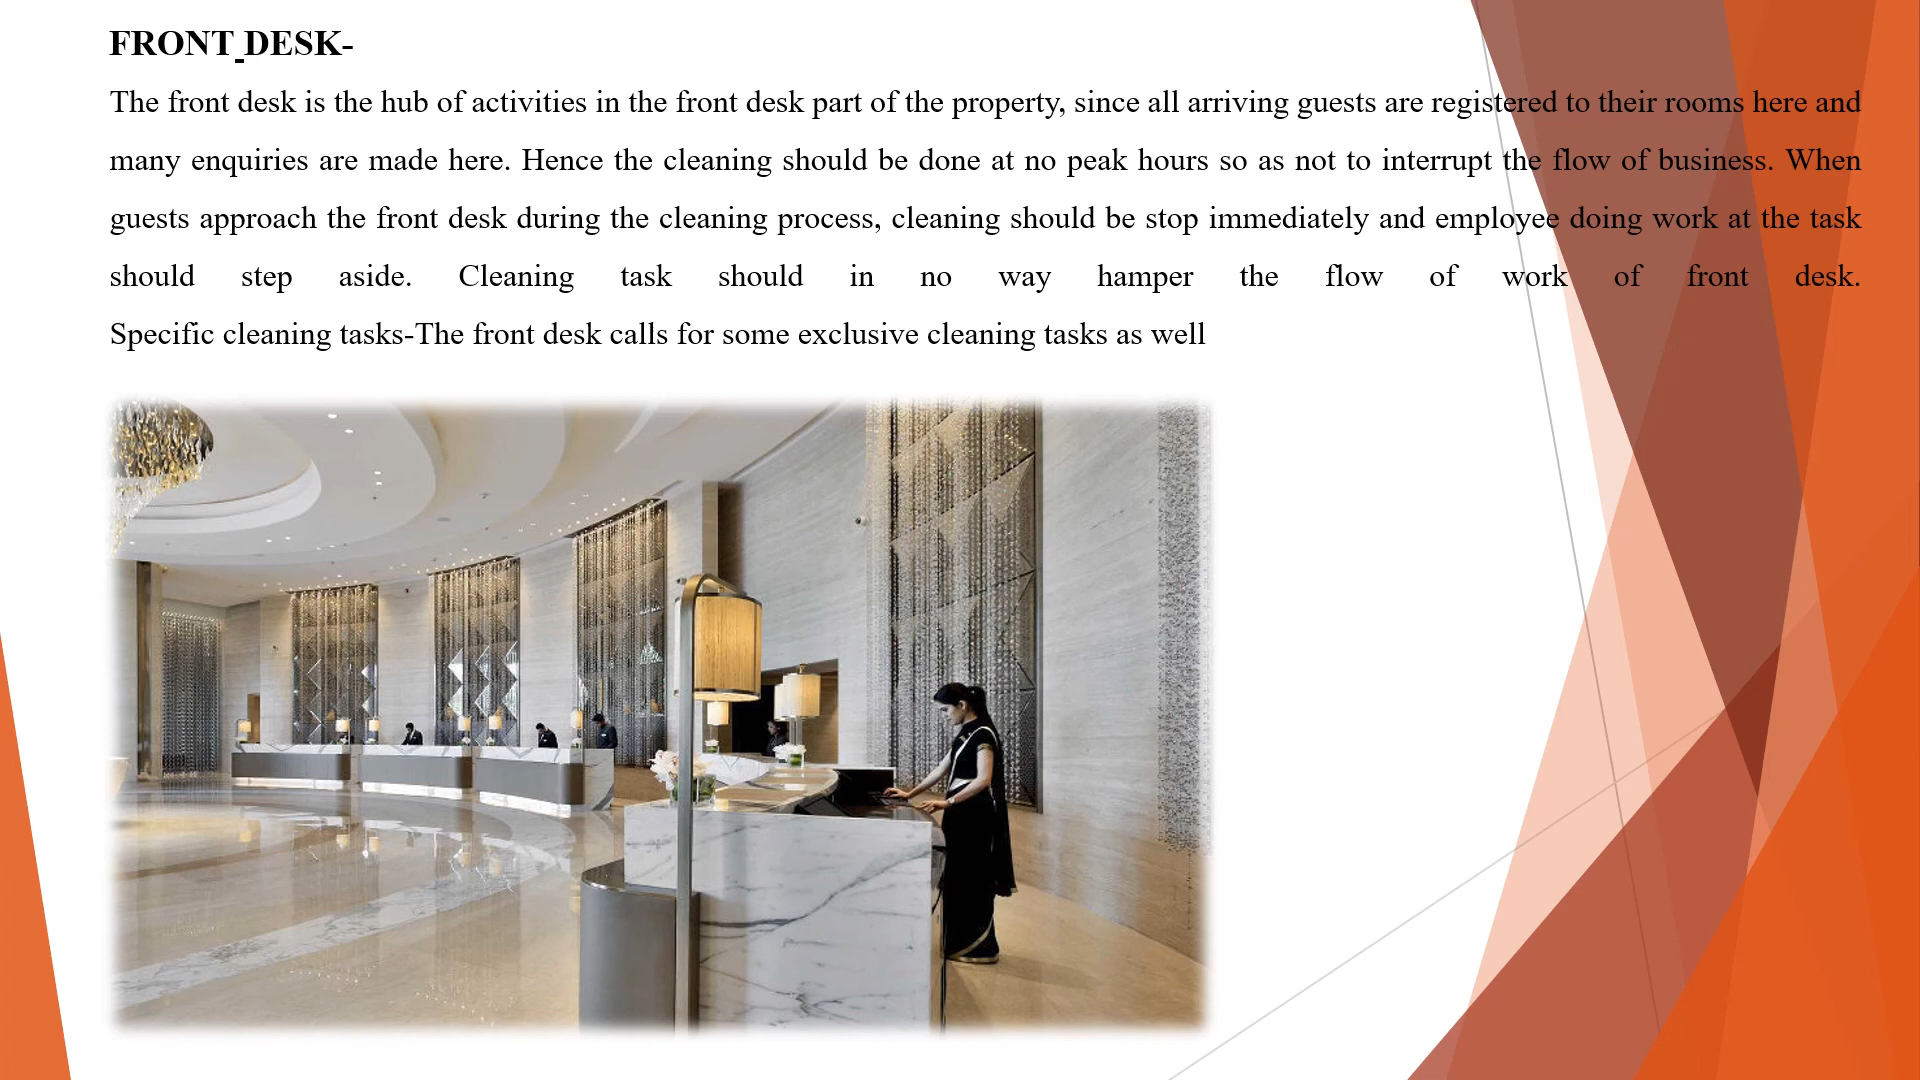 FRONT DESK-
The front desk is the hub of activities in the front desk part of the property, since all arriving guests are registered to their rooms here and
many enquiries are made here. Hence the cleaning should be done at no peak hours so as not to interrupt the flow of business. When
guests approach the front desk during the cleaning process, cleaning should be stop immediately and employee doing work at the task
should step aside. Cleaning task should in no way hamper the flow of work of front desk.
Specific cleaning tasks-The front desk calls for some exclusive cleaning tasks as well